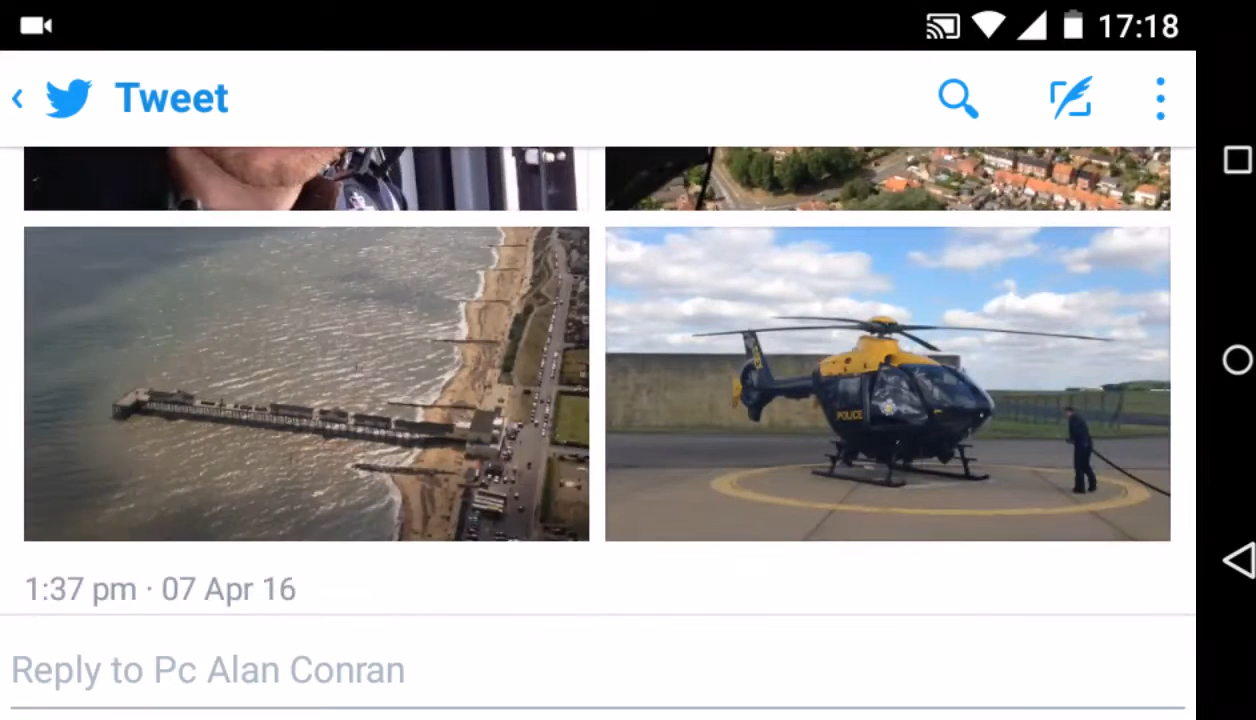 17:18
Tweet
POLICE
1:37 pm · 07 Apr 16
Reply to Pc Alan Conran